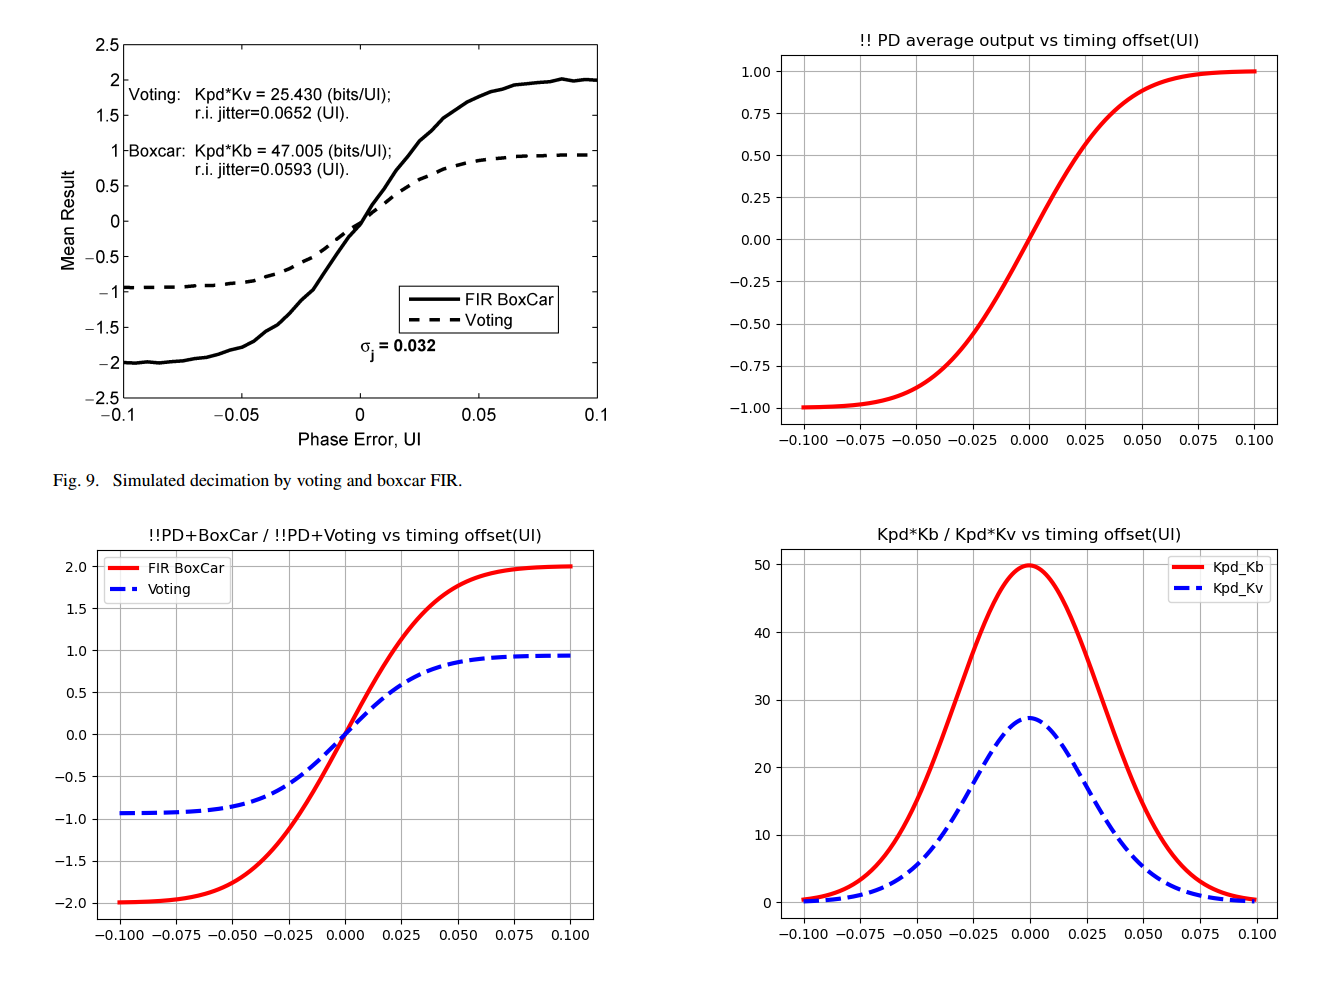 2.5
2
1.5
1
0.5
0
−0.5
−1
−1.5
−2
−2.5
Mean Result
Voting: Kpd*Kv = 25.430 (bits/UI);
r.i. jitter=0.0652 (UI).
Boxcar: Kpd*Kb = 47.005 (bits/UI);
r.i. jitter=0.0593 (UI).
FIR BoxCar
Voting
σj = 0.032
−0.1 −0.05 0 0.05 0.1
Phase Error, UI
Fig. 9. Simulated decimation by voting and boxcar FIR.
!! PD average output vs timing offset(UI)
1.00
0.75
0.50
0.25
0.00
−0.25
−0.50
−0.75
−1.00
−0.100 −0.075 −0.050 −0.025 0.000 0.025 0.050 0.075 0.100
!!PD+BoxCar / !!PD+Voting vs timing offset(UI)
FIR BoxCar
Voting
2.0
1.5
1.0
0.5
0.0
−0.5
−1.0
−1.5
−2.0
−0.100 −0.075 −0.050 −0.025 0.000 0.025 0.050 0.075 0.100
Kpd*Kb / Kpd*Kv vs timing offset(UI)
Kpd_Kb
Kpd_Kv
50
40
30
20
10
0
−0.100 −0.075 −0.050 −0.025 0.000 0.025 0.050 0.075 0.100